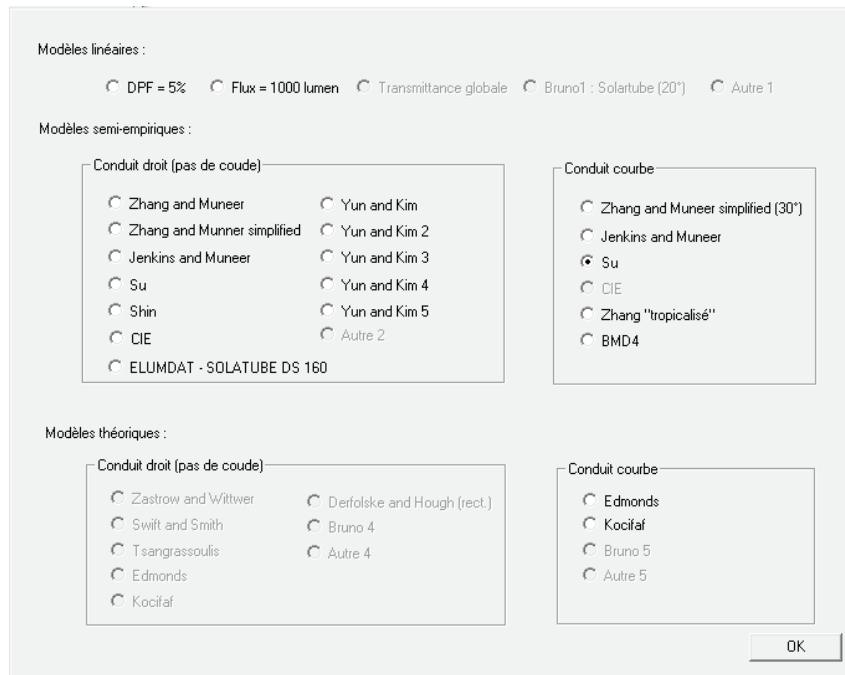 Modèles linéaires :
DPF = 5% Flux = 1000 lumen Transmittance globale Bruno1 : Solartube (20°) Autre 1
Modèles semi-empiriques :
Conduit droit (pas de coude)
Zhang and Muneer
Zhang and Munner simplified
Jenkins and Muneer
Su
Shin
CIE
ELUMDAT - SOLATUBE DS 160
Yun and Kim
Yun and Kim 2
Yun and Kim 3
Yun and Kim 4
Yun and Kim 5
Autre 2
Conduit courbe
Zhang and Muneer simplified (30°)
Jenkins and Muneer
Su
CIE
Zhang "tropicalisé"
BMD4
Modèles théoriques :
Conduit droit (pas de coude)
Zastrow and Wittwer
Swift and Smith
Tsangrassoulis
Edmonds
Kocifaf
Derfolske and Hough (rect.)
Bruno 4
Autre 4
Conduit courbe
Edmonds
Kocifaf
Bruno 5
Autre 5
OK